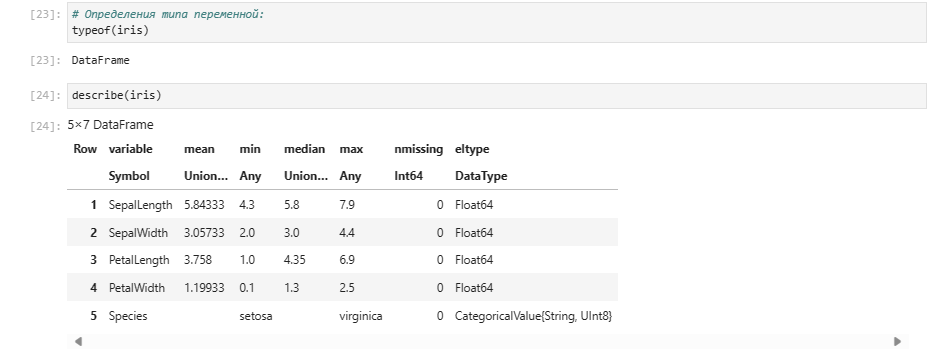 [23]: # Определения типа переменной:
typeof(iris)
[23]: DataFrame
[24]: describe(iris)
[24]: 5×7 DataFrame
Row variable mean min median max nmissing eltype
Symbol Union… Any Union… Any Int64 DataType
1 SepalLength 5.84333 4.3 5.8 7.9 0 Float64
2 SepalWidth 3.05733 2.0 3.0 4.4 0 Float64
3 PetalLength 3.758 1.0 4.35 6.9 0 Float64
4 PetalWidth 1.19933 0.1 1.3 2.5 0 Float64
5 Species setosa virginica 0 CategoricalValue{String, UInt8}